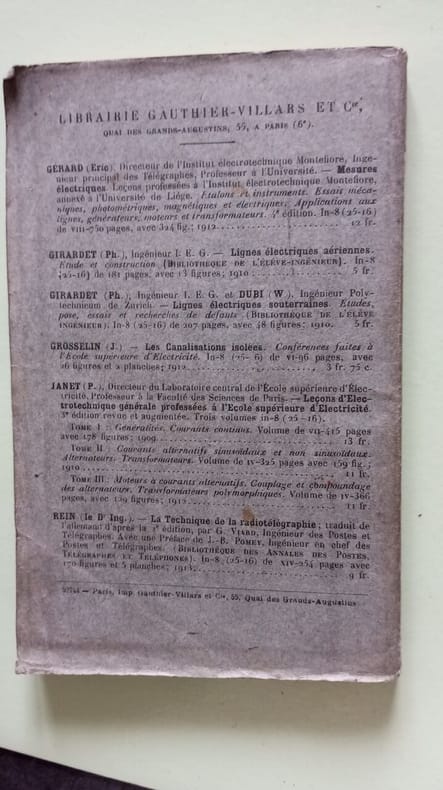 LIBRAIRIE GAUTHIER-VILLARS ET Cie,
QUAI DES GRANDS-AUGUSTINS, 55, A PARIS (6e).
GERARD (Eric), Directeur de l'Institut électrotechnique Montefiore, Inge-
nieur principal des Télégraphes, Professeur à l'Université. — Mesures
électriques. Leçons professées à l'Institut électrotechnique Montefiore,
annexé à l'Université de Liége. Etalons et instruments. Essais méca-
niques, photométriques, magnétiques et électriques. Applications aux
lignes, générateurs, moteurs et transformateurs. édition. In-8 (25-16)
de VIII-750 pages, avec 324 fig.; 1912 12 fr.
GIRARDET (Ph.), Ingénieur I. E. G. — Lignes électriques aériennes.
Etude et construction. (BIBLIOTHÈQUE DE L'ÉLÈVE-INGÉNIEUR). In-8
(25-16) de 181 pages, avec 13 figures; 1910 5 fr.
GIRARDET (Ph.), Ingénieur I. E. G. et DUBI (W.), Ingénieur Poly-
technicum de Zurich. — Lignes électriques souterraines. Études,
pose, essais et recherches de défauts (BIBLIOTHÈQUE DE L'ÉLÈVE
INGÉNIEUR). In-8 (25-16) de 207 pages, avec 48 figures; 1910. 5 fr.
GROSSELIN (J.) — Les Canalisations isolées. Conférences faites à
l'École supérieure d'Électricité. In-8 (25- 6) de VI-96 pages, avec
26 figures et 2 planches; 1912 3 fr. 75 c.
JANET (P.), Directeur du Laboratoire central de l'École supérieure d'Élec-
tricité, Professeur à la Faculté des Sciences de Paris. — Leçons d'Elec-
trotechnique générale professées à l'École supérieure d'Electricité.
3e édition revue et augmentée. Trois volumes in-8 (25-16).
TOME I : Généralités. Courants continus. Volume de VII-415 pages
avec 178 figures; 1909 13 fr.
TOME II : Courants alternatifs sinusoïdaux et non sinusoïdaux.
Alternateurs. Transformateurs. Volume de IV-325 pages avec 159 fig.;
1910 11 fr.
TOME III : Moteurs à courants alternatifs. Couplage et compoundage
des alternateurs. Transformateurs polymorphiques. Volume de IV-366
pages, avec 129 figures; 1912 11 fr.
REIN (le Dr Ing.). — La Technique de la radiotélégraphie; traduit de
l'allemand d'après la édition, par G. VIARD, Ingénieur des Postes et
Télégraphes. Avec une Préface de J.-B. POMEY, Ingénieur en chef des
Postes et Télégraphes. (BIBLIOTHÈQUE DES ANNALES DES POSTES,
TÉLÉGRAPHES ET TÉLÉPHONES). In-8 (25-16) de XIV-254 pages avec
170 figures et 5 planches; 1913 9 fr.
Paris, Imp. Gauthier-Villars et Cie, 55, Quai des Grands-Augustins